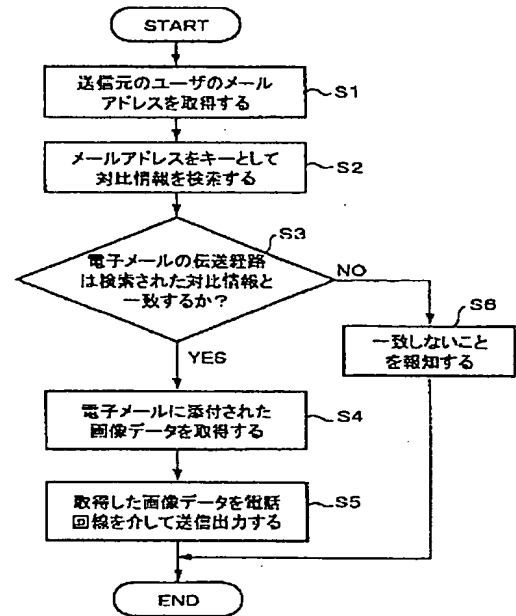 START
送信元のユーザのメール
アドレスを取得する
S1
メールアドレスをキーとして
対比情報を検索する
S2
S3
電子メールの伝送経路
は検索された対比情報と
一致するか?
NO
YES
S6
一致しないこと
を報知する
電子メールに添付された
画像データを取得する
S4
取得した画像データを電話
回線を介して送信出力する
S5
END